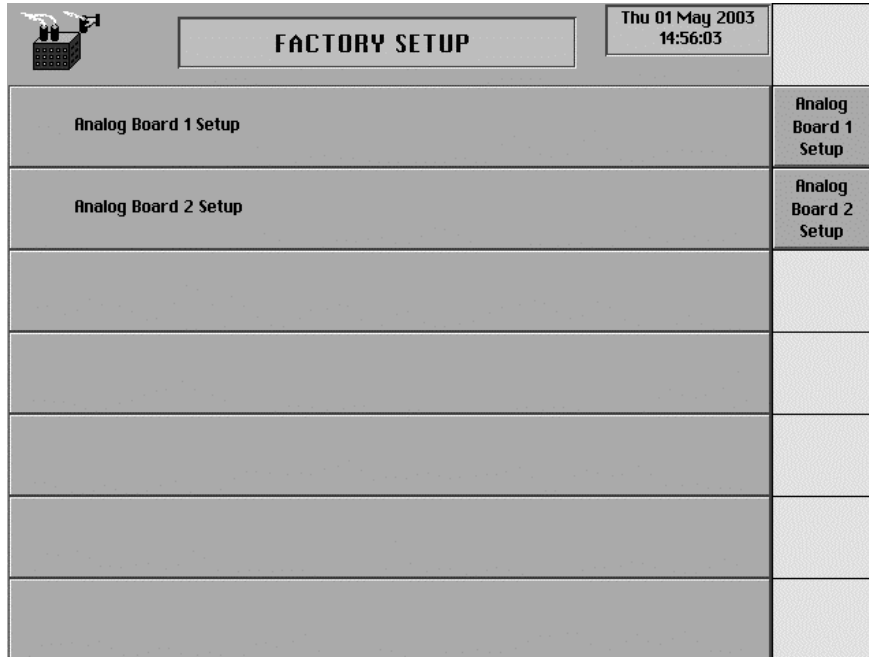 FACTORY SETUP
Thu 01 May 2003
14:56:03
Analog Board 1 Setup
Analog
Board 1
Setup
Analog Board 2 Setup
Analog
Board 2
Setup